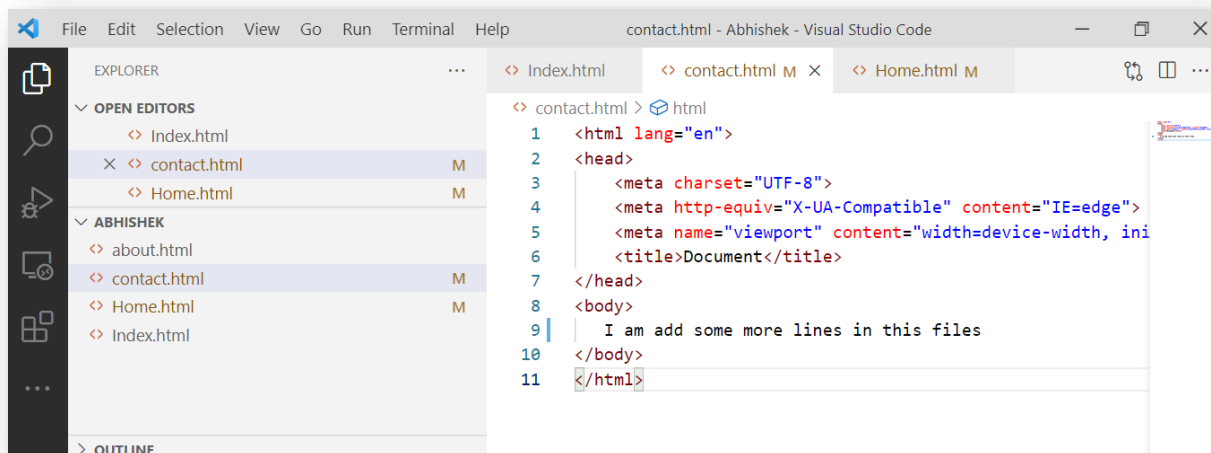 File Edit Selection View Go Run Terminal Help contact.html - Abhishek - Visual Studio Code
EXPLORER
OPEN EDITORS
Index.html
contact.html M
Home.html M
ABHISHEK
about.html
contact.html M
Home.html M
Index.html
OUTLINE
Index.html contact.html M Home.html M
contact.html > html
1 <html lang="en">
2 <head>
3 <meta charset="UTF-8">
4 <meta http-equiv="X-UA-Compatible" content="IE=edge">
5 <meta name="viewport" content="width=device-width, ini
6 <title>Document</title>
7 </head>
8 <body>
9 I am add some more lines in this files
10 </body>
11 </html>